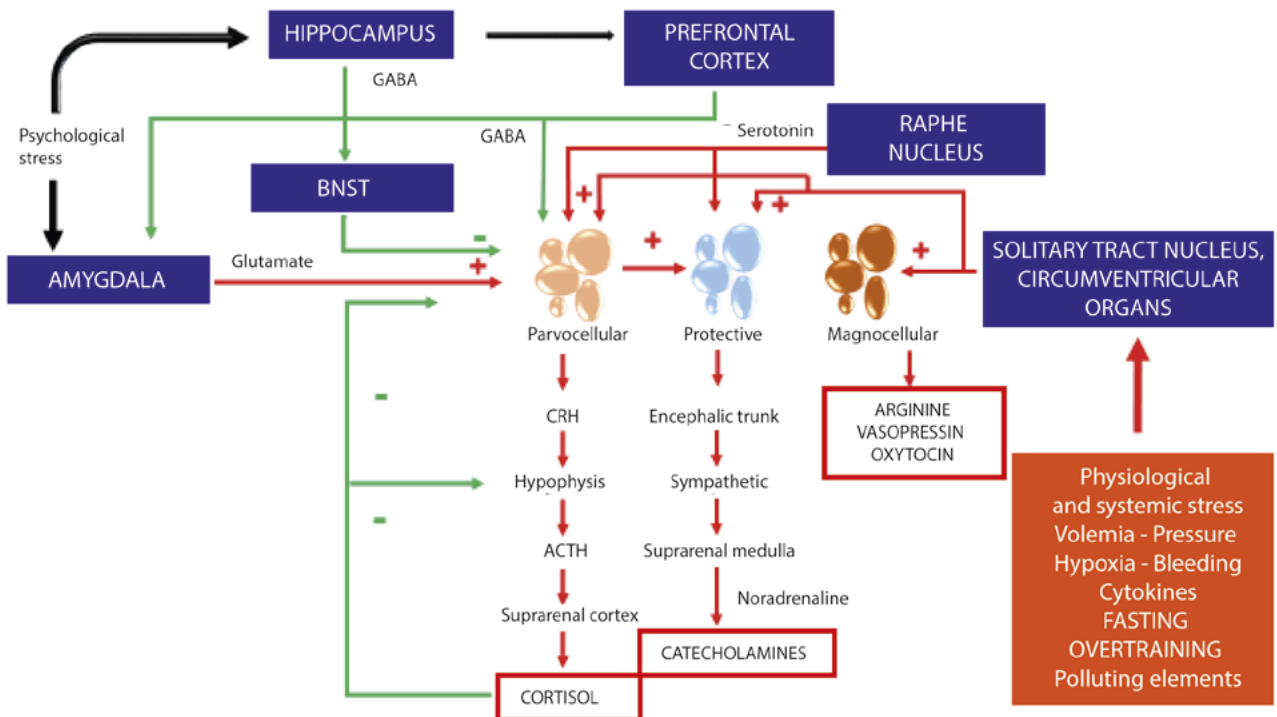 HIPPOCAMPUS
PREFRONTAL
CORTEX
GABA
Psychological
stress
GABA
Serotonin
RAPHE
NUCLEUS
BNST
+
+
-
+
+
+
AMYGDALA
Glutamate
SOLITARY TRACT NUCLEUS,
CIRCUMVENTRICULAR
ORGANS
Parvocellular
Protective
Magnocellular
-
CRH
Encephalic trunk
ARGININE
VASOPRESSIN
OXYTOCIN
Hypophysis
Sympathetic
-
ACTH
Suprarenal medulla
Suprarenal cortex
Noradrenaline
CATECHOLAMINES
CORTISOL
Physiological
and systemic stress
Volemia - Pressure
Hypoxia - Bleeding
Cytokines
FASTING
OVERTRAINING
Polluting elements